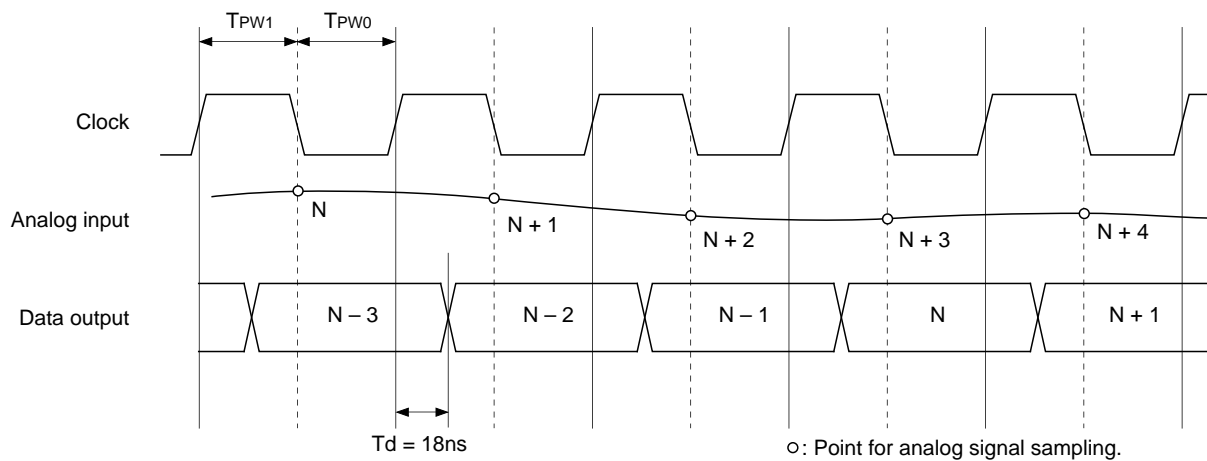 TPW1 TPW0
Clock
Analog input
N
N + 1
N + 2
N + 3
N + 4
Data output
N – 3
N – 2
N – 1
N
N + 1
Td = 18ns
: Point for analog signal sampling.